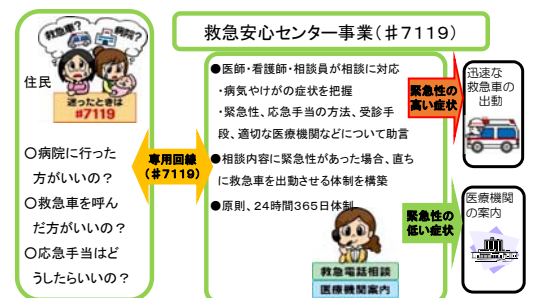 救急安心センター事業(♯7119)
救急車?
病院?
住民
迷ったときは
#7119
○病院に行った
方がいいの?
○救急車を呼ん
だ方がいいの?
○応急手当はど
うしたらいいの?
専用回線
(♯7119)
●医師・看護師・相談員が相談に対応
・病気やけがの症状を把握
・緊急性、応急手当の方法、受診手
段、適切な医療機関などについて助言
●相談内容に緊急性があった場合、直ち
に救急車を出動させる体制を構築
●原則、24時間365日体制
救急電話相談
医療機関案内
緊急性の
高い症状
迅速な
救急車の
出動
緊急性の
低い症状
医療機関
の案内